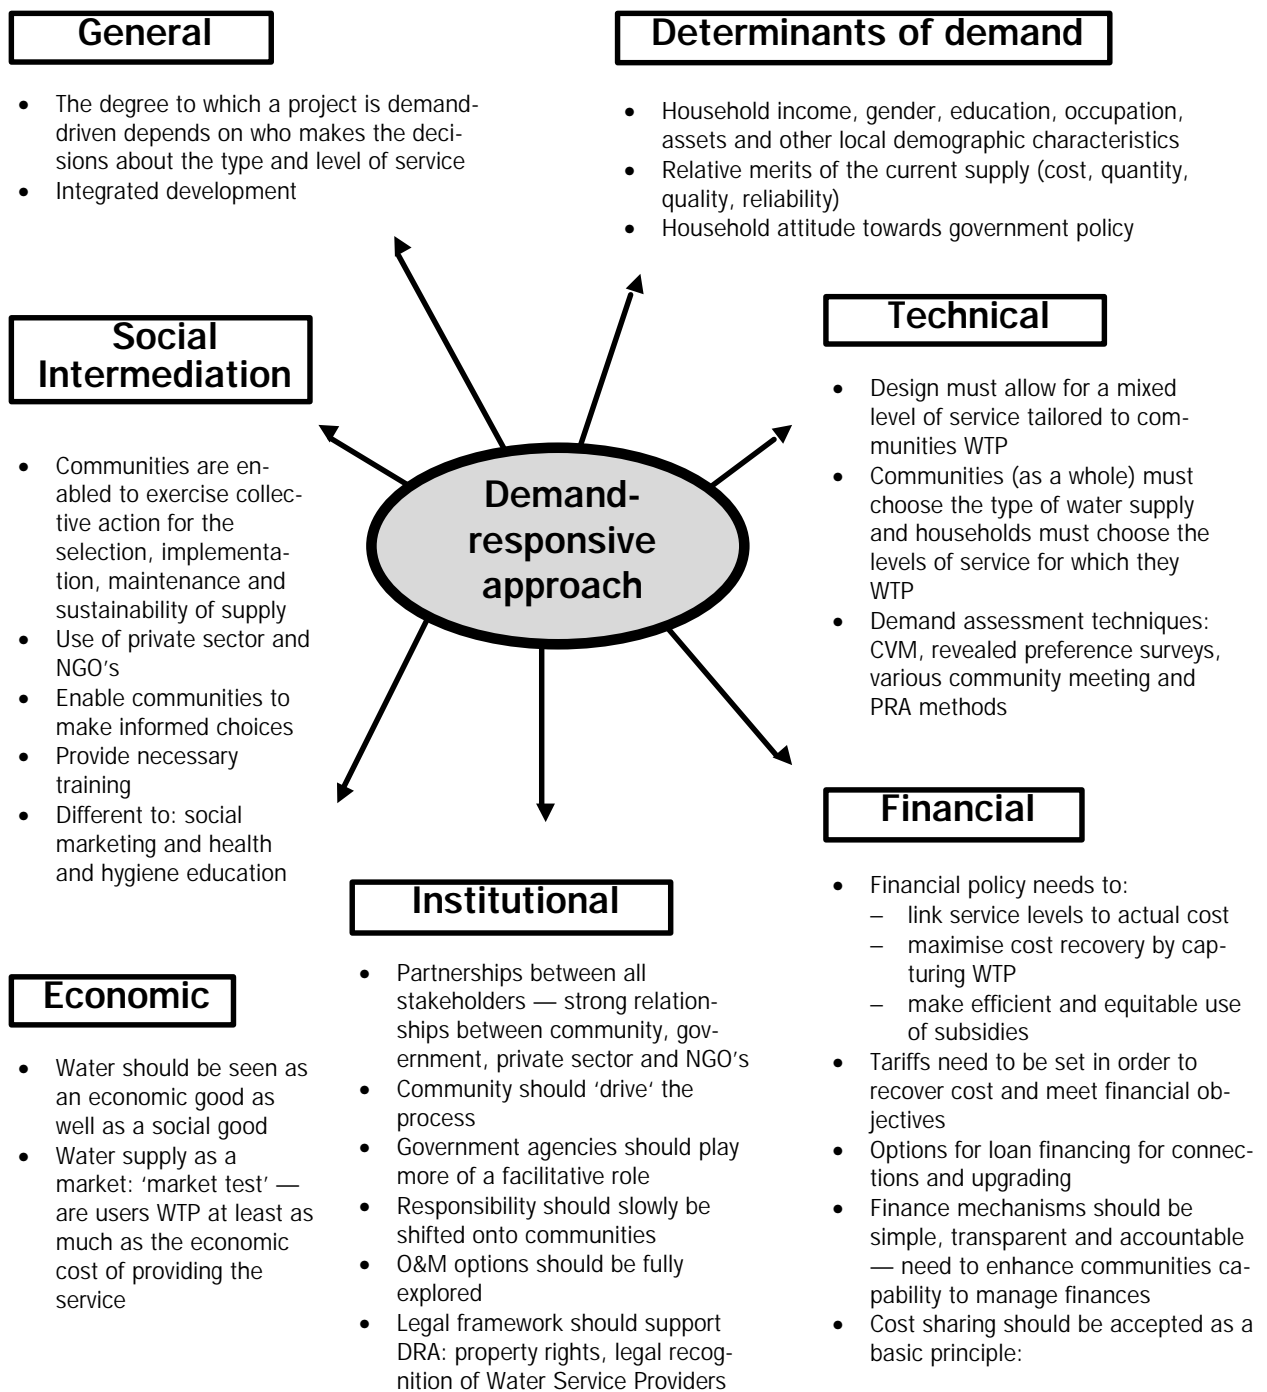 General
• The degree to which a project is demand-
driven depends on who makes the deci-
sions about the type and level of service
• Integrated development
Determinants of demand
• Household income, gender, education, occupation,
assets and other local demographic characteristics
• Relative merits of the current supply (cost, quantity,
quality, reliability)
• Household attitude towards government policy
Social
Intermediation
• Communities are en-
abled to exercise collec-
tive action for the
selection, implementa-
tion, maintenance and
sustainability of supply
• Use of private sector and
NGO's
• Enable communities to
make informed choices
• Provide necessary
training
• Different to: social
marketing and health
and hygiene education
Demand-
responsive
approach
Technical
• Design must allow for a mixed
level of service tailored to com-
munities WTP
• Communities (as a whole) must
choose the type of water supply
and households must choose the
levels of service for which they
WTP
• Demand assessment techniques:
CVM, revealed preference surveys,
various community meeting and
PRA methods
Economic
• Water should be seen as
an economic good as
well as a social good
• Water supply as a
market: 'market test' —
are users WTP at least as
much as the economic
cost of providing the
service
Institutional
• Partnerships between all
stakeholders — strong relation-
ships between community, gov-
ernment, private sector and NGO's
• Community should ‘drive‘ the
process
• Government agencies should play
more of a facilitative role
• Responsibility should slowly be
shifted onto communities
• O&M options should be fully
explored
• Legal framework should support
DRA: property rights, legal recog-
nition of Water Service Providers
Financial
• Financial policy needs to:
– link service levels to actual cost
– maximise cost recovery by cap-
turing WTP
– make efficient and equitable use
of subsidies
• Tariffs need to be set in order to
recover cost and meet financial ob-
jectives
• Options for loan financing for connec-
tions and upgrading
• Finance mechanisms should be
simple, transparent and accountable
— need to enhance communities ca-
pability to manage finances
• Cost sharing should be accepted as a
basic principle: